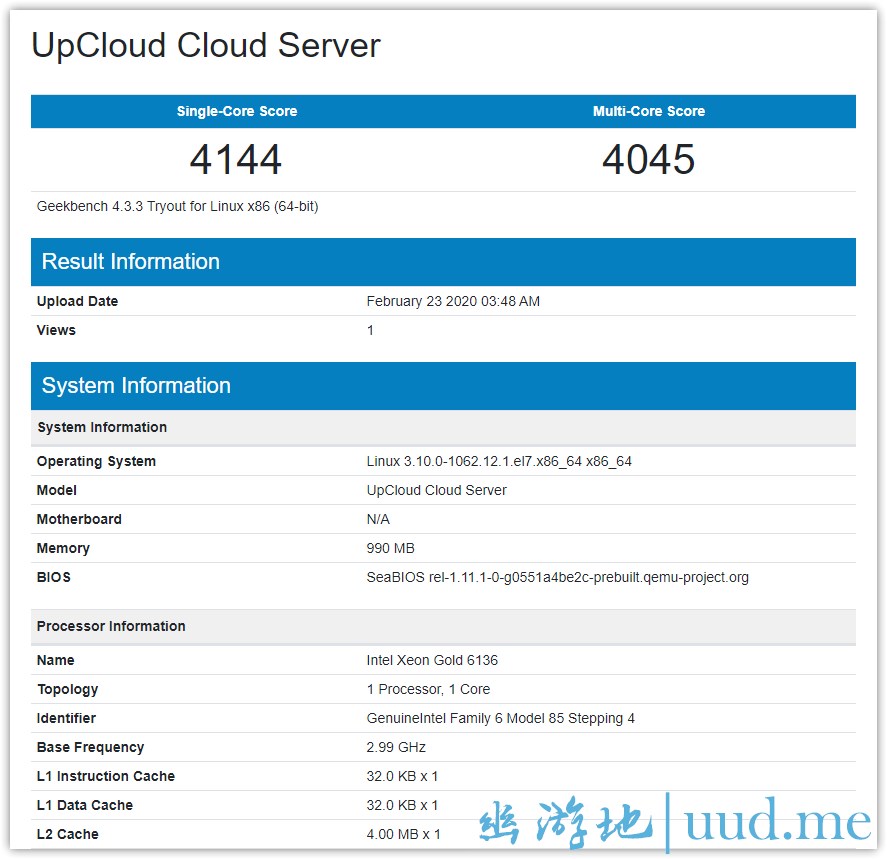 UpCloud Cloud Server
Single-Core Score Multi-Core Score
4144 4045
Geekbench 4.3.3 Tryout for Linux x86 (64-bit)
Result Information
Upload Date February 23 2020 03:48 AM
Views 1
System Information
System Information
Operating System Linux 3.10.0-1062.12.1.el7.x86_64 x86_64
Model UpCloud Cloud Server
Motherboard N/A
Memory 990 MB
BIOS SeaBIOS rel-1.11.1-0-g0551a4be2c-prebuilt.qemu-project.org
Processor Information
Name Intel Xeon Gold 6136
Topology 1 Processor, 1 Core
Identifier GenuineIntel Family 6 Model 85 Stepping 4
Base Frequency 2.99 GHz
L1 Instruction Cache 32.0 KB x 1
L1 Data Cache 32.0 KB x 1
L2 Cache 4.00 MB x 1
幽游地|uud.me